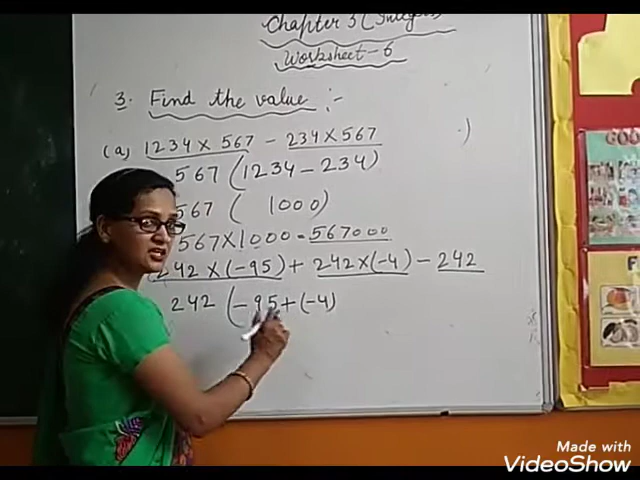 Chapter 3 (Integers
Worksheet - 6
3. Find the value :-
(a) 1234 x 567 - 234 x 567
567 (1234 - 234)
567 ( 1000)
567 x 1000 = 567000
242 x (-95) + 242 x (-4) - 242
242 (-95 + (-4)
GOOD
Made with
VideoShow